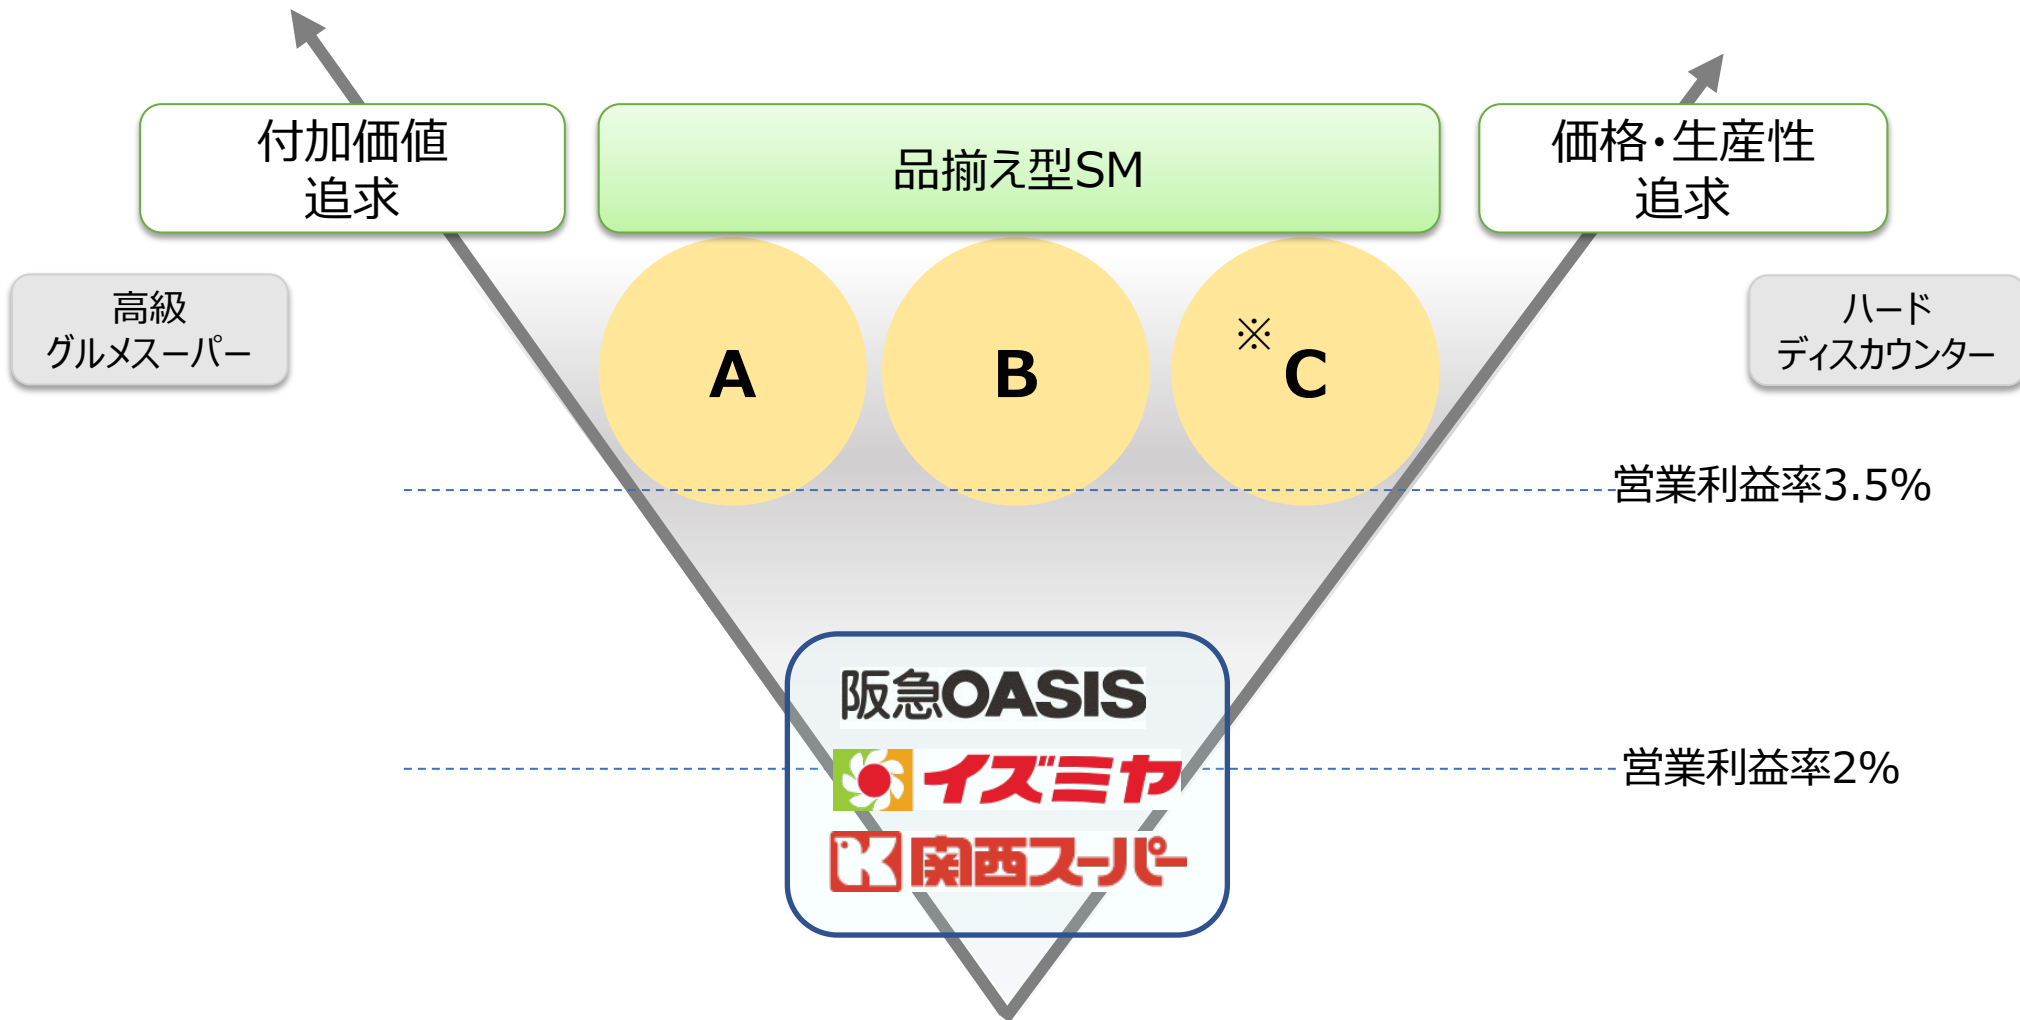 付加価値
追求
品揃え型SM
価格・生産性
追求
高級
グルメスーパー
ハード
ディスカウンター
A
B
※
C
営業利益率3.5%
阪急OASIS
イズミヤ
営業利益率2%
関西スーパー